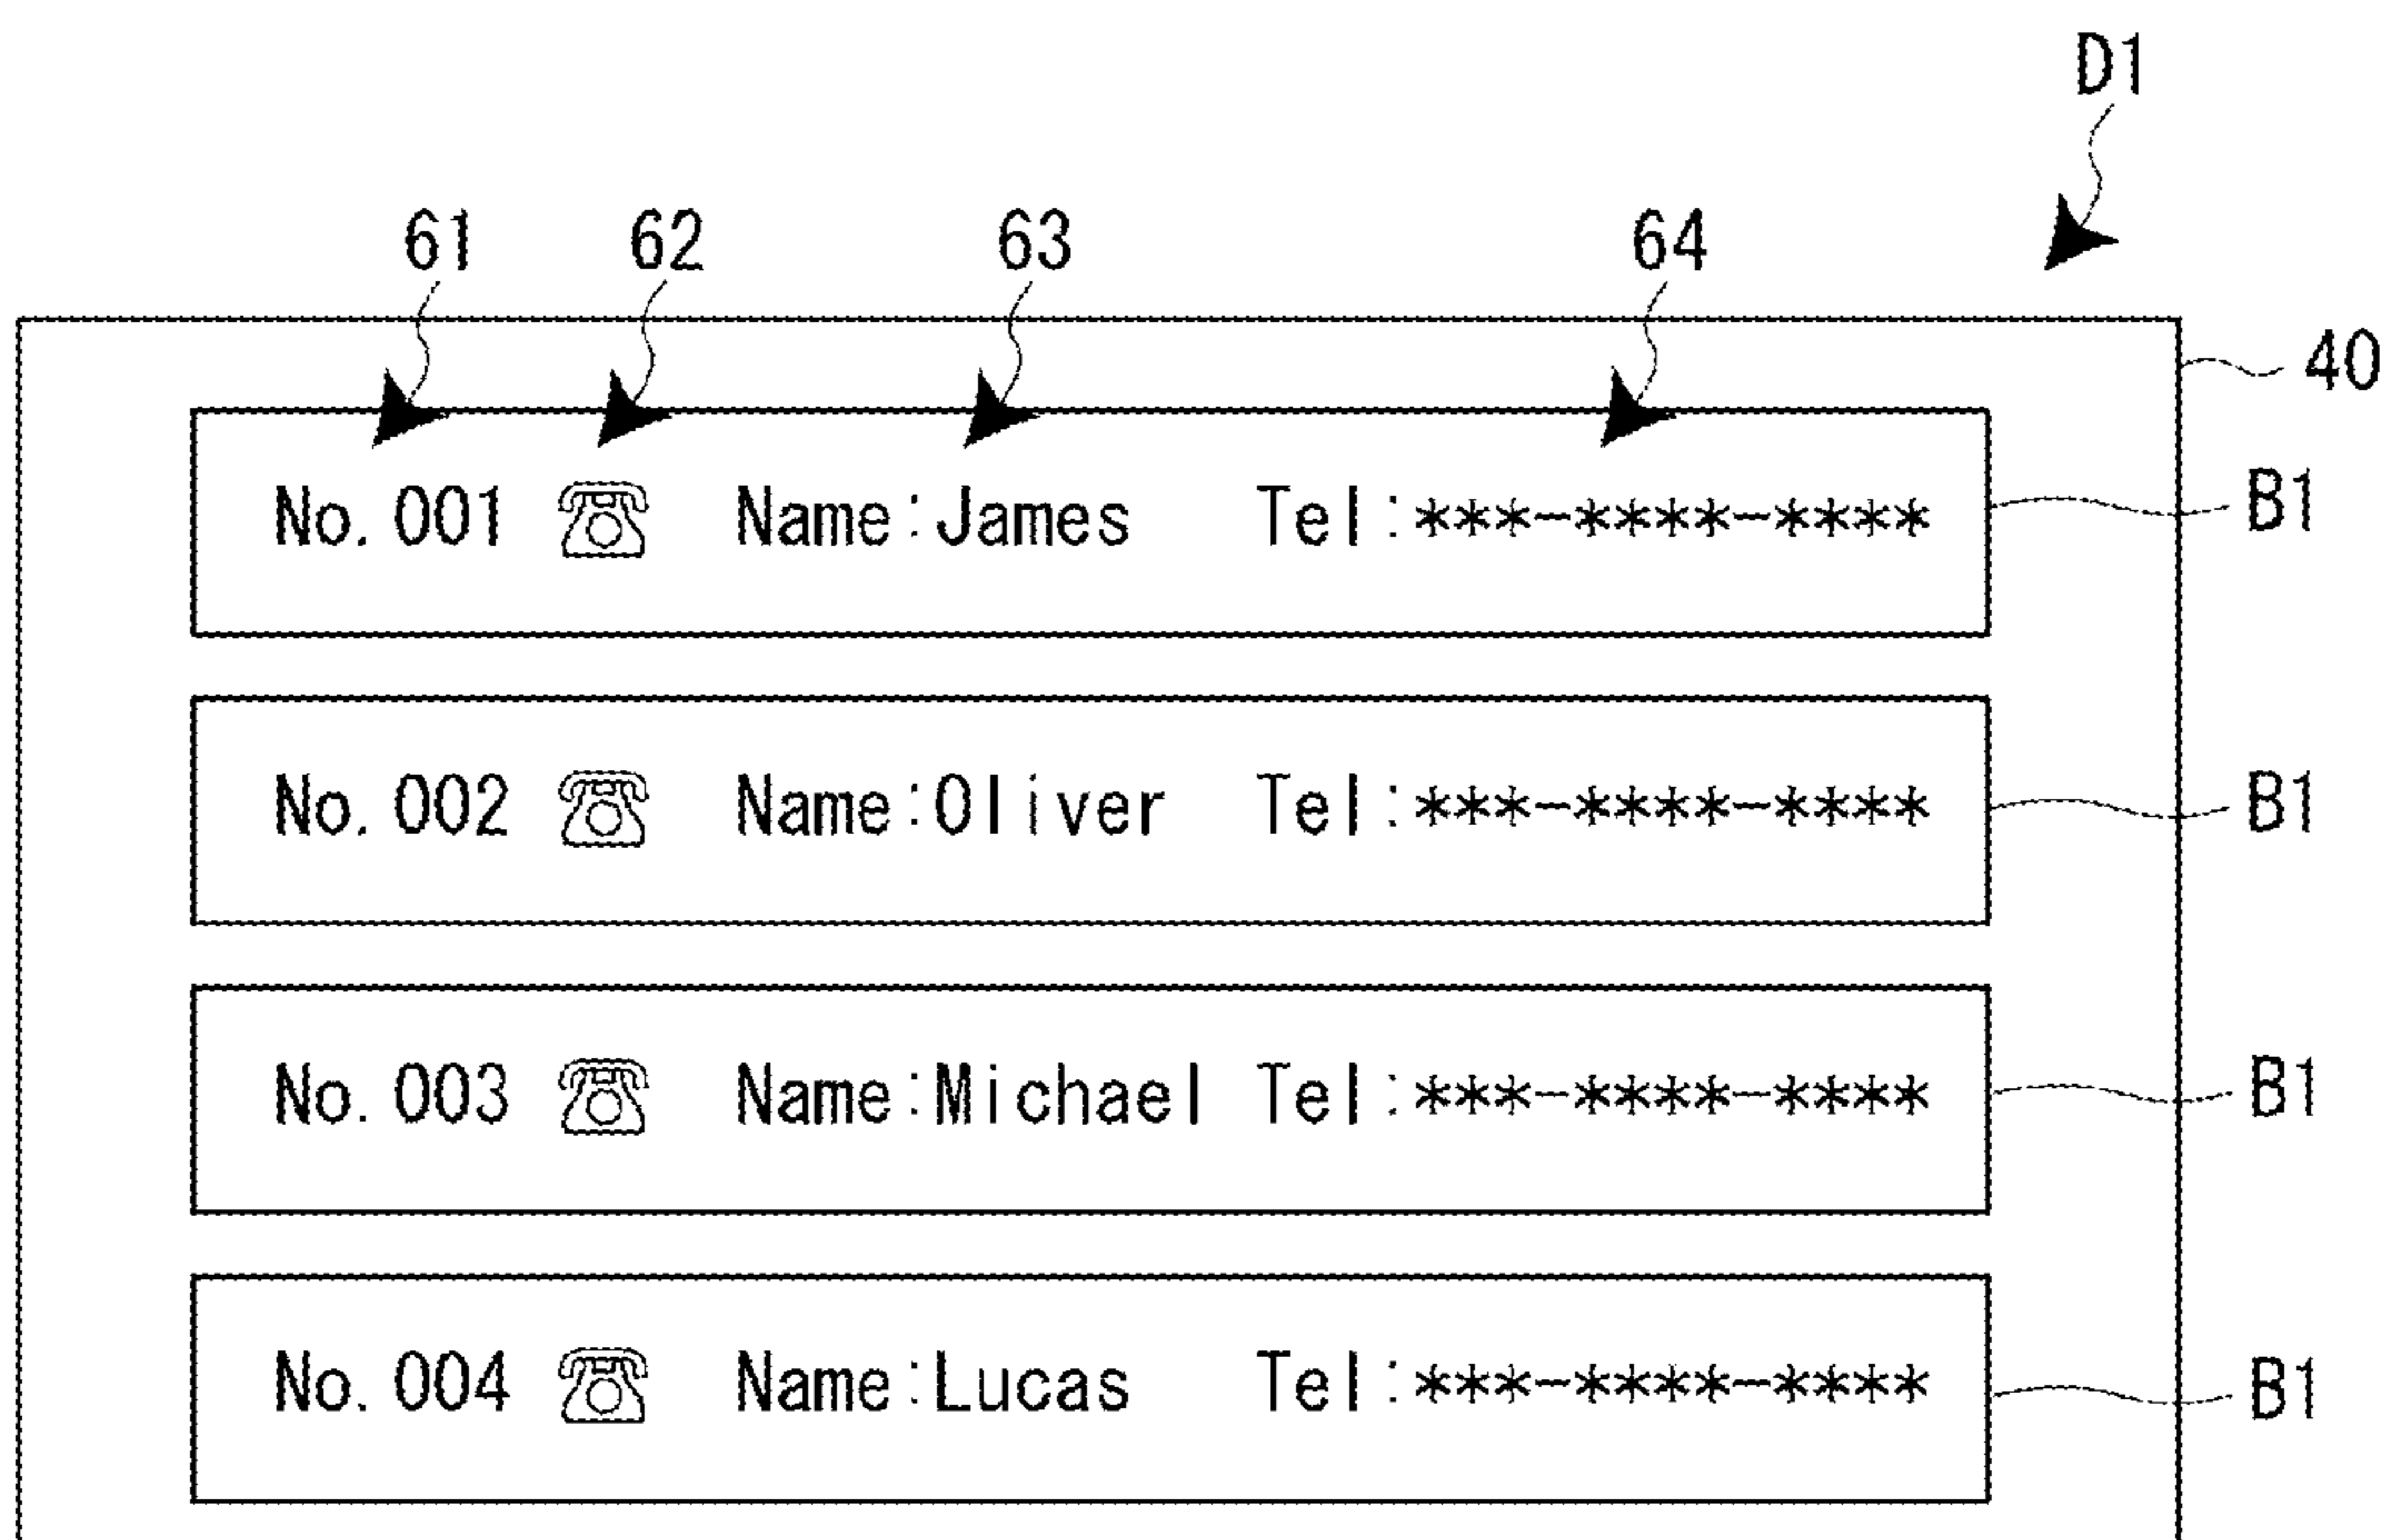 D1
61 62 63 64
40
No.001 ☏ Name:James Tel:***-****-**** B1
No.002 ☏ Name:Oliver Tel:***-****-**** B1
No.003 ☏ Name:Michael Tel:***-****-**** B1
No.004 ☏ Name:Lucas Tel:***-****-**** B1